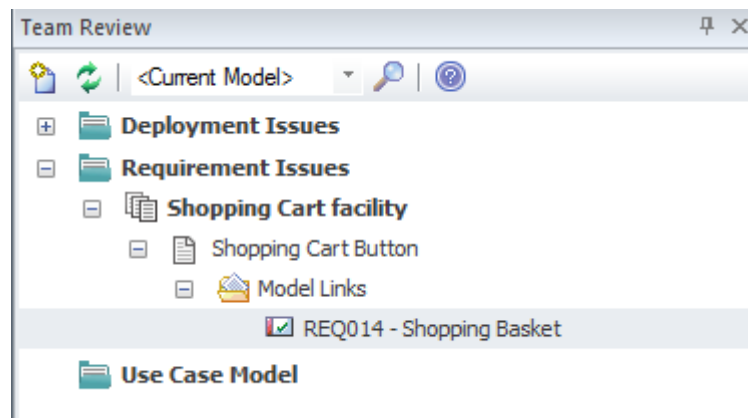 Team Review
<Current Model>
Deployment Issues
Requirement Issues
Shopping Cart facility
Shopping Cart Button
Model Links
REQ014 - Shopping Basket
Use Case Model